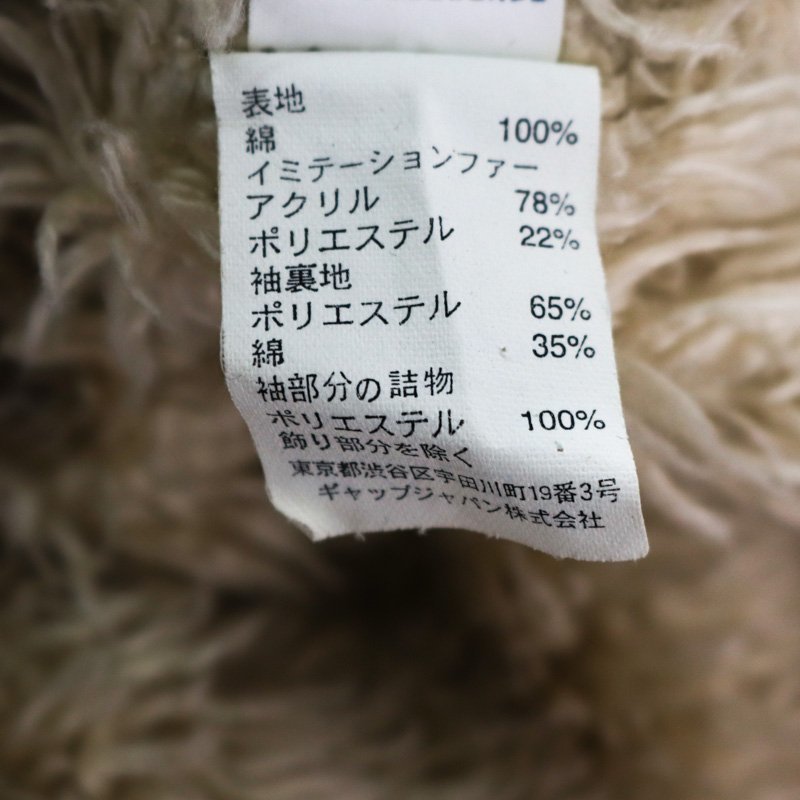 表地
綿 100%
イミテーションファー
アクリル 78%
ポリエステル 22%
袖裏地
ポリエステル 65%
綿 35%
袖部分の詰物
ポリエステル 100%
飾り部分を除く
東京都渋谷区宇田川町19番3号
ギャップジャパン株式会社